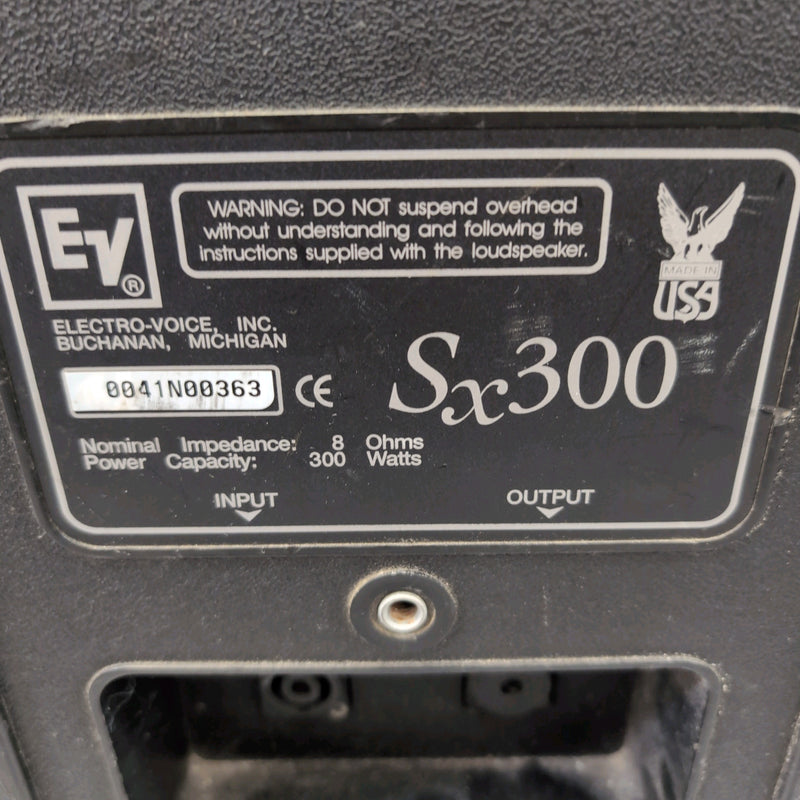 EV®
WARNING: DO NOT suspend overhead
without understanding and following the
instructions supplied with the loudspeaker.
MADE IN
USA
ELECTRO-VOICE, INC.
BUCHANAN, MICHIGAN
0041N00363 CE
Sx300
Nominal Impedance: 8 Ohms
Power Capacity: 300 Watts
INPUT
OUTPUT